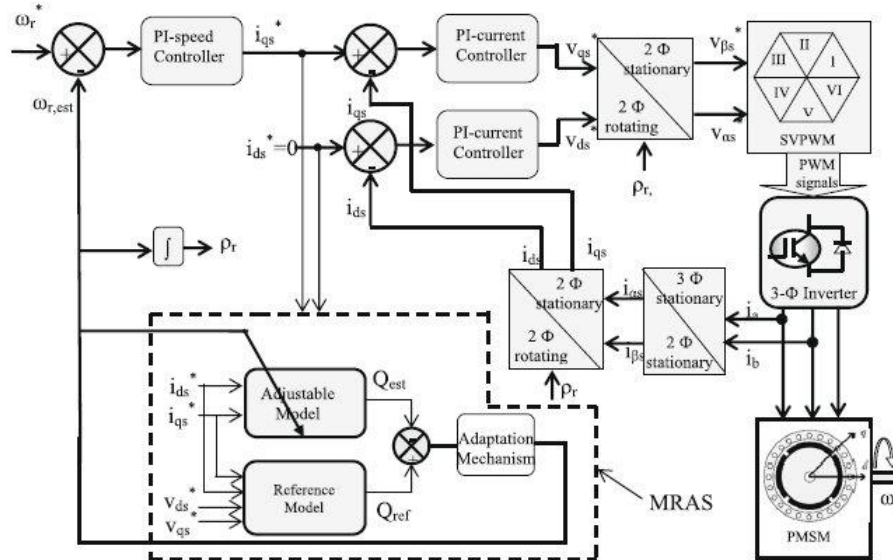 ωr*
PI-speed
Controller
iqs*
PI-current
Controller
vqs*
2 Φ
stationary
2 Φ
rotating
vβs*
II
III
I
IV
VI
V
SVPWM
ωr,est
iqs
ids*=0
PI-current
Controller
vds*
vαs*
ρr,
PWM
signals
ids
∫
ρr
3-Φ Inverter
ids
iqs
2 Φ
stationary
2 Φ
rotating
iαs
iβs
3 Φ
stationary
2 Φ
stationary
ia
ib
ρr
ids*
iqs*
Adjustable
Model
Qest
Adaptation
Mechanism
vds*
vqs*
Reference
Model
Qref
MRAS
q
d
PMSM
ω